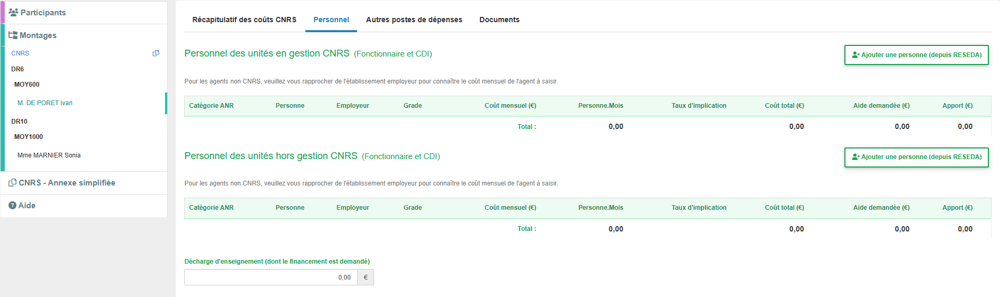 Participants
Montages
CNRS
DR6
MOY600
M. DE PORET Ivan
DR10
MOY1000
Mme MARNIER Sonia
CNRS - Annexe simplifiée
Aide
Récapitulatif des coûts CNRS Personnel Autres postes de dépenses Documents
Personnel des unités en gestion CNRS (Fonctionnaire et CDI)
Ajouter une personne (depuis RESEDA)
Pour les agents non CNRS, veuillez vous rapprocher de l'établissement employeur pour connaître le coût mensuel de l'agent à saisir.
Catégorie ANR Personne Employeur Grade Coût mensuel (€) Personne.Mois Taux d'implication Coût total (€) Aide demandée (€) Apport (€)
Total : 0,00 0,00 0,00 0,00
Personnel des unités hors gestion CNRS (Fonctionnaire et CDI)
Ajouter une personne (depuis RESEDA)
Pour les agents non CNRS, veuillez vous rapprocher de l'établissement employeur pour connaître le coût mensuel de l'agent à saisir.
Catégorie ANR Personne Employeur Grade Coût mensuel (€) Personne.Mois Taux d'implication Coût total (€) Aide demandée (€) Apport (€)
Total : 0,00 0,00 0,00 0,00
Décharge d'enseignement (dont le financement est demandé)
0,00 €